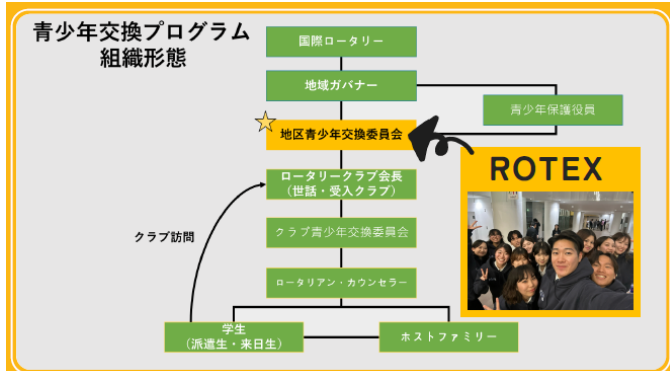 青少年交換プログラム
組織形態
国際ロータリー
地域ガバナー
青少年保護役員
地区青少年交換委員会
ROTEX
ロータリークラブ会長
(世話・受入クラブ)
クラブ訪問
クラブ青少年交換委員会
ロータリアン・カウンセラー
学生
(派遣生・来日生)
ホストファミリー